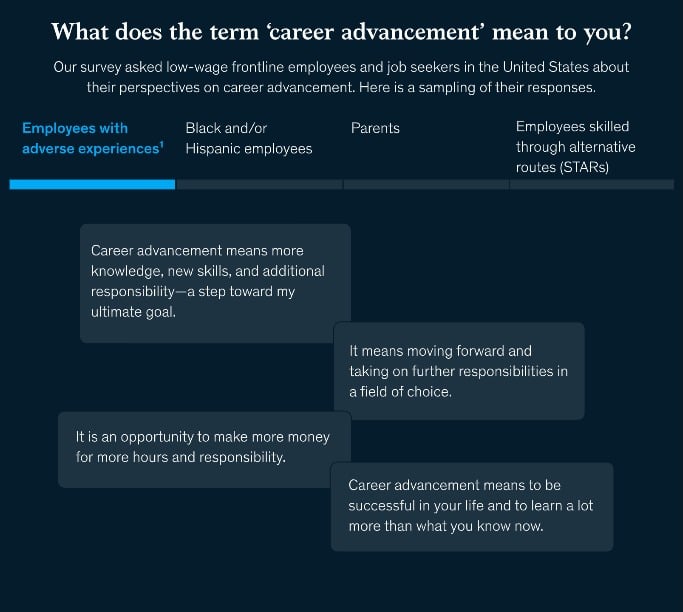 What does the term ‘career advancement’ mean to you?
Our survey asked low-wage frontline employees and job seekers in the United States about
their perspectives on career advancement. Here is a sampling of their responses.
Employees with
adverse experiences¹
Black and/or
Hispanic employees
Parents
Employees skilled
through alternative
routes (STARs)
Career advancement means more
knowledge, new skills, and additional
responsibility—a step toward my
ultimate goal.
It means moving forward and
taking on further responsibilities in
a field of choice.
It is an opportunity to make more money
for more hours and responsibility.
Career advancement means to be
successful in your life and to learn a lot
more than what you know now.